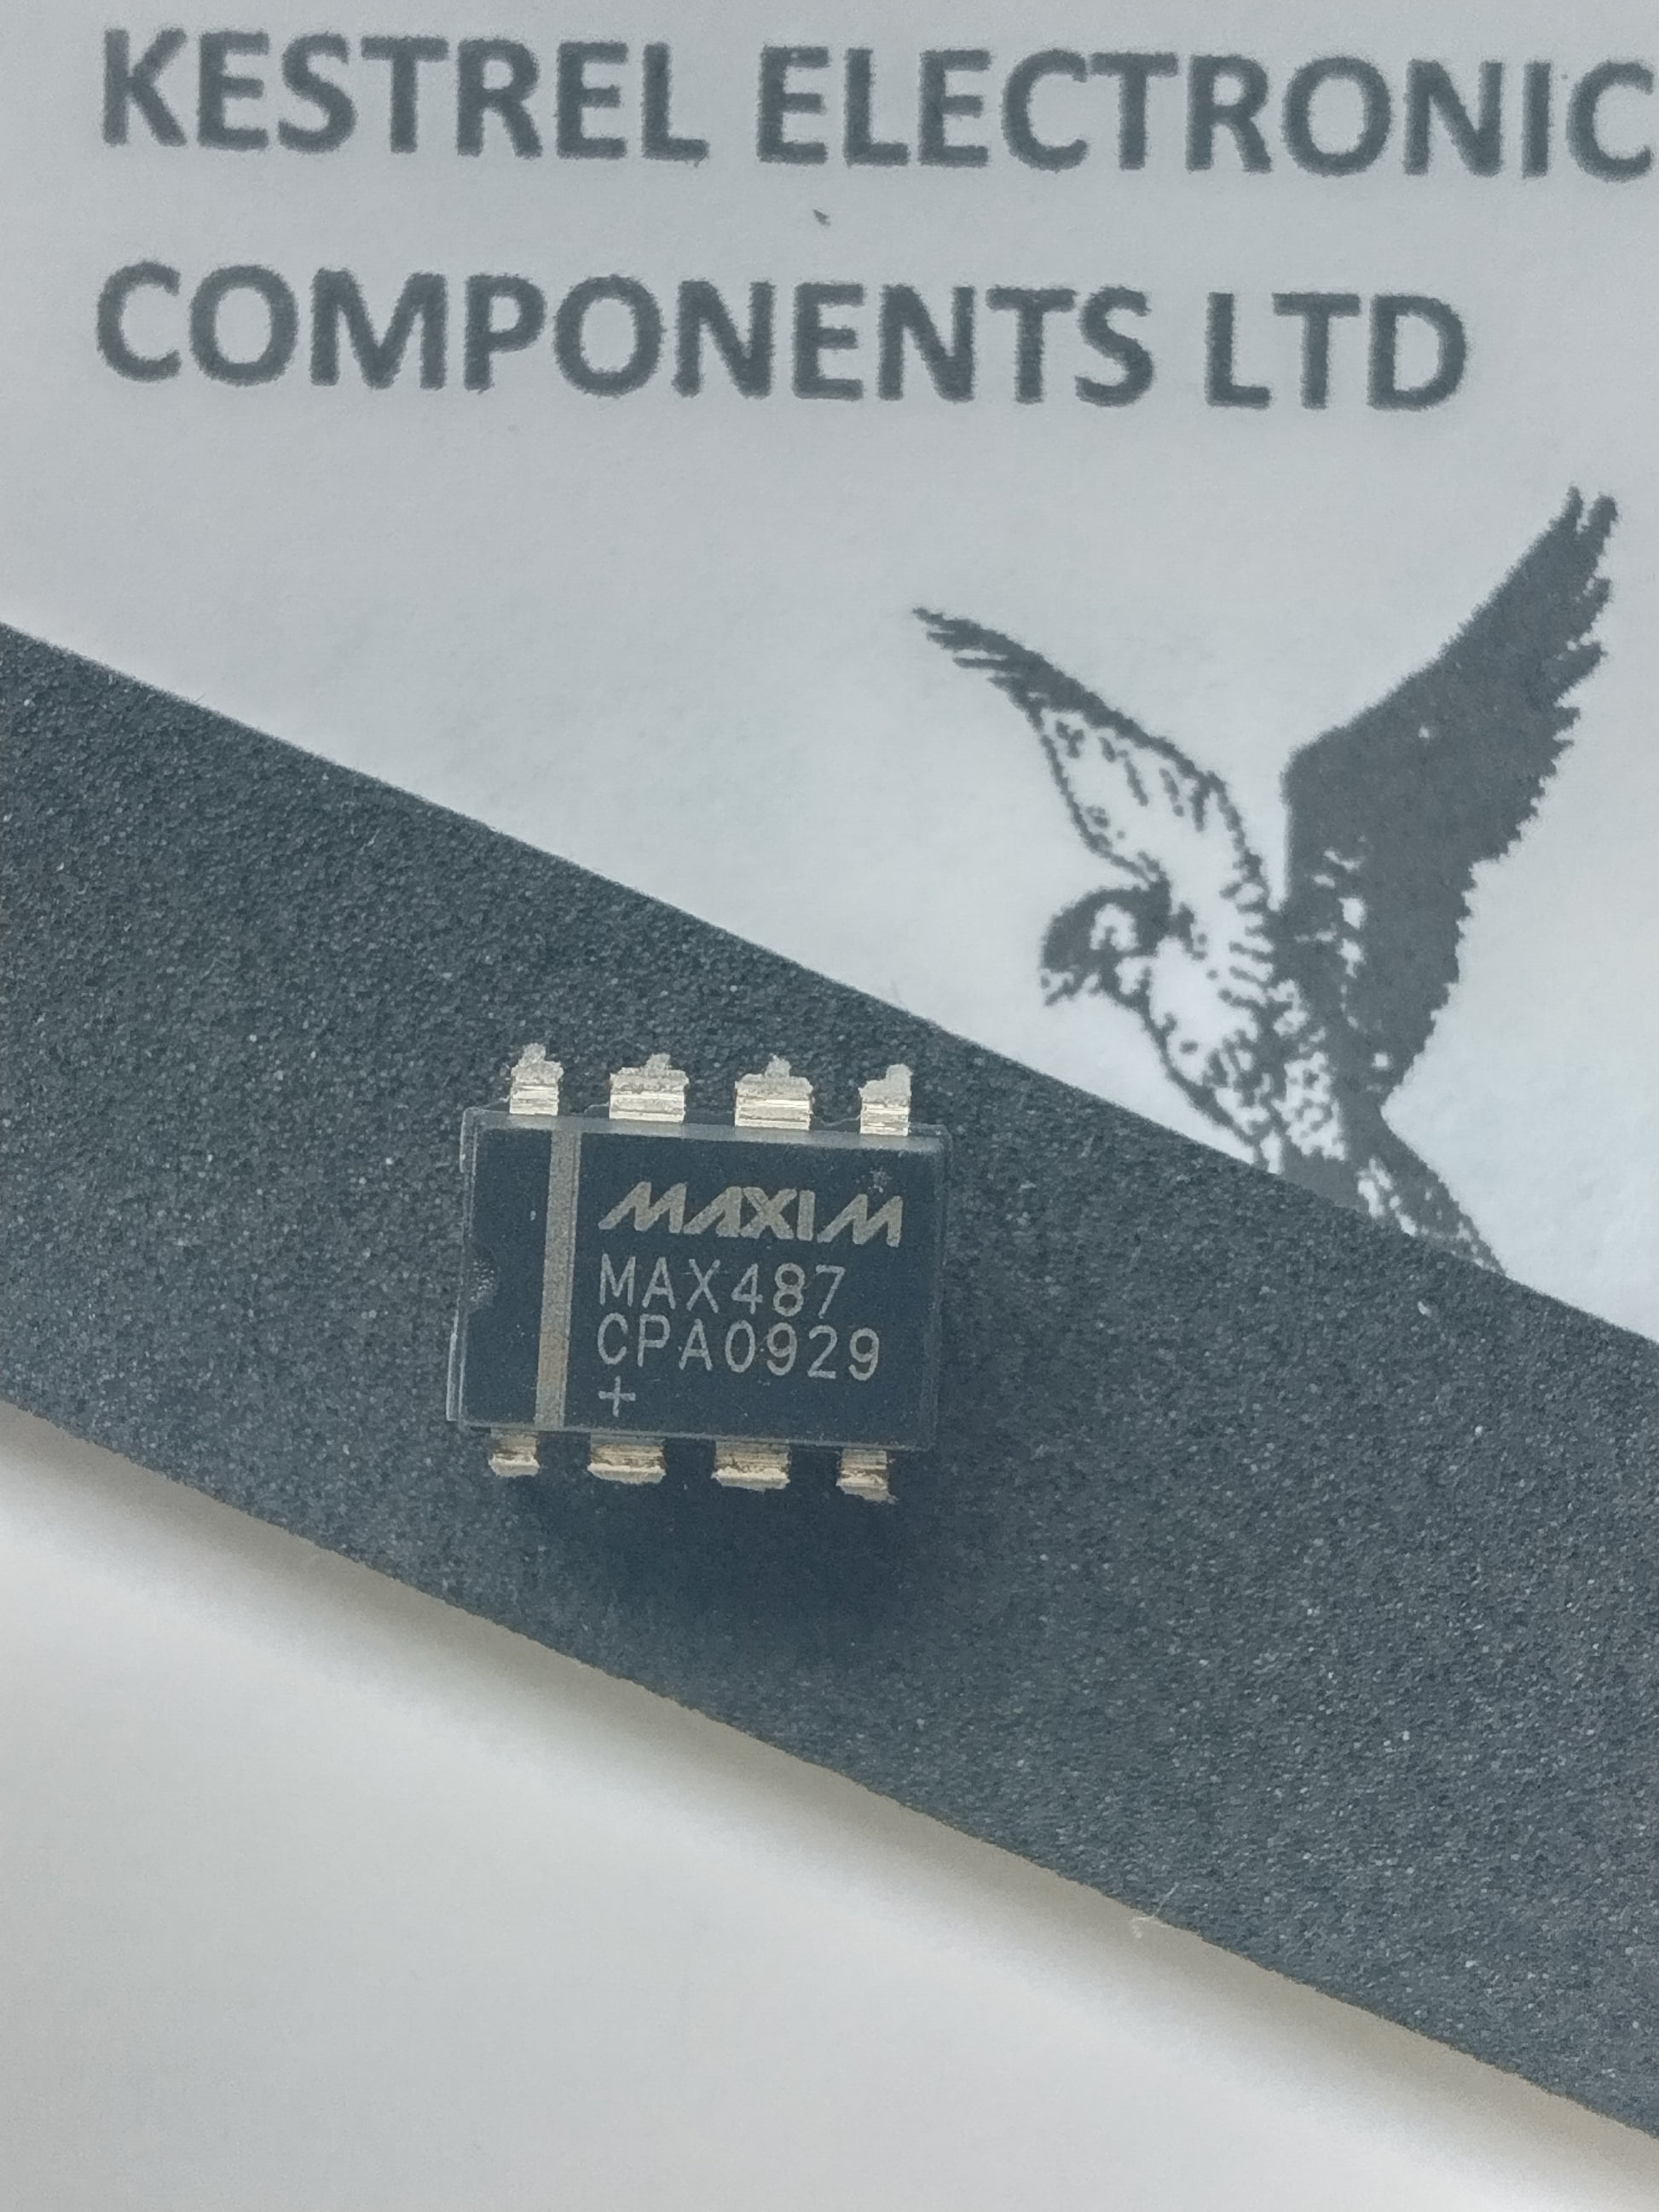 KESTREL ELECTRONIC
COMPONENTS LTD
MAXIM
MAX487
CPA0929
+